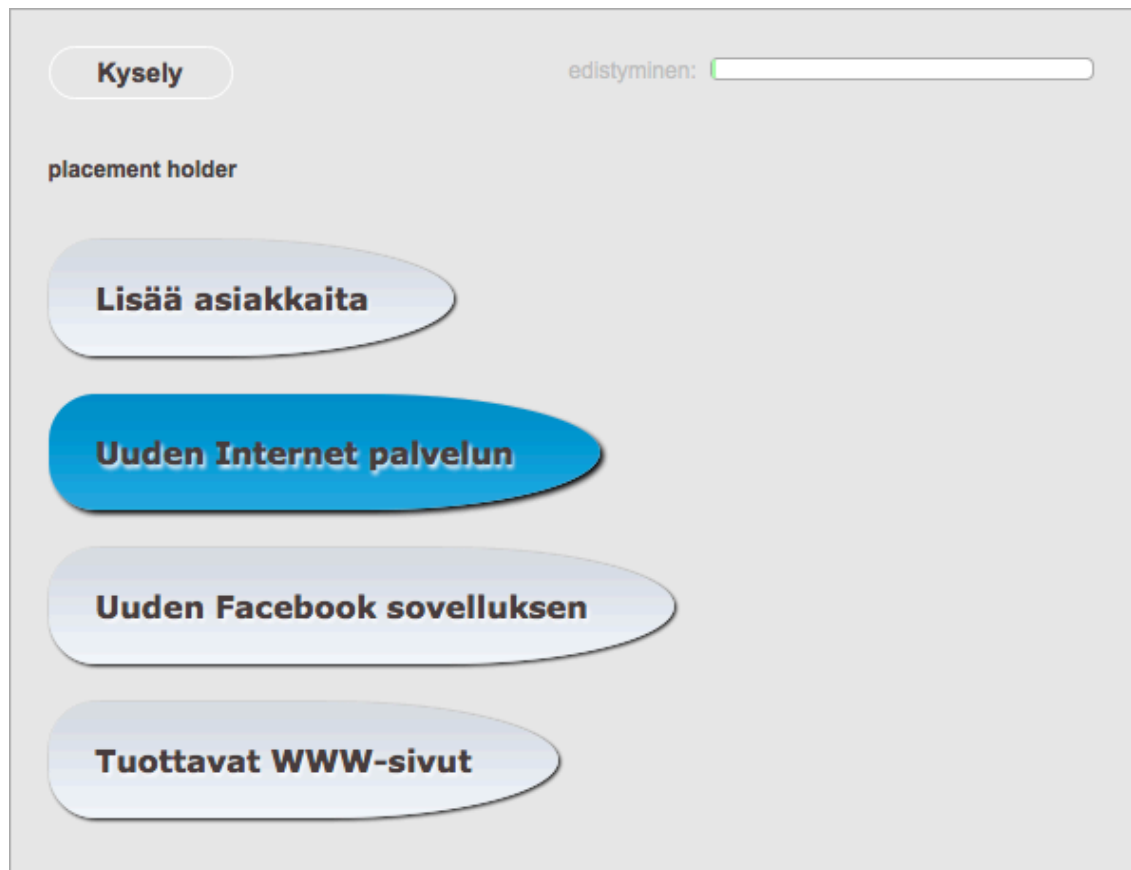 Kysely
edistyminen:
placement holder
Lisää asiakkaita
Uuden Internet palvelun
Uuden Facebook sovelluksen
Tuottavat WWW-sivut